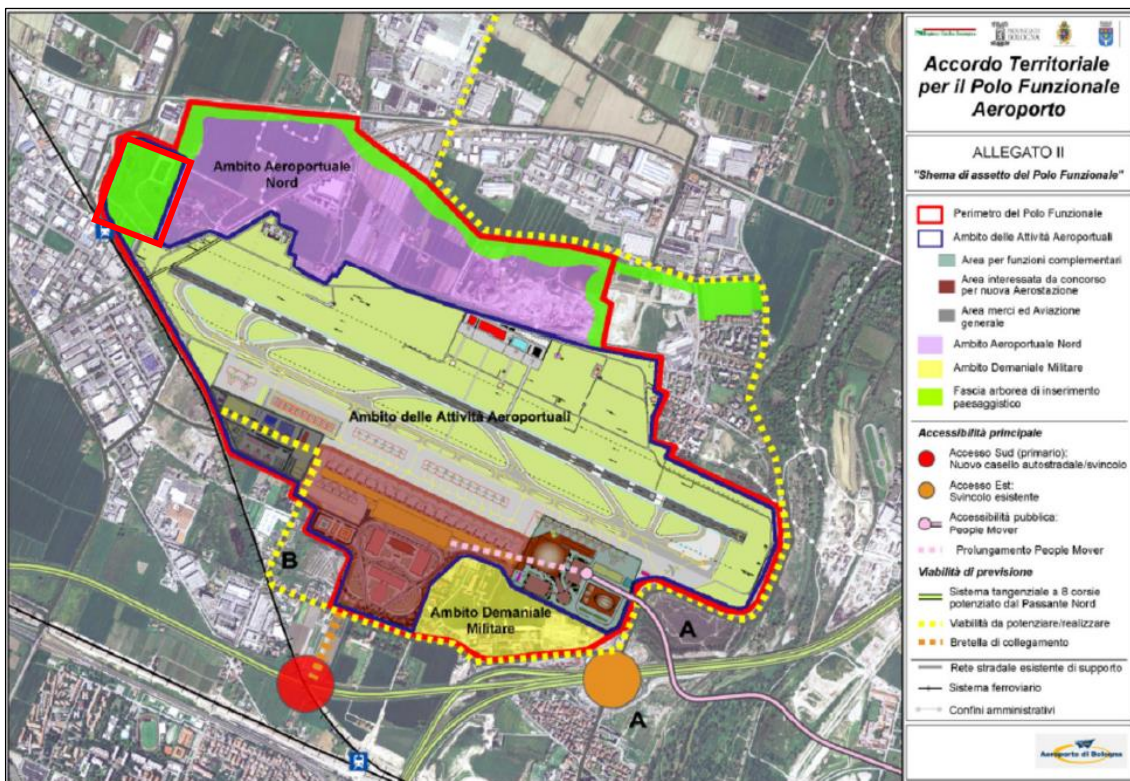 Ambito Aeroportuale
Nord
Ambito delle Attività Aeroportuali
B
Ambito Demaniale
Militare
A
A
PROVINCIA DI
BOLOGNA
Accordo Territoriale
per il Polo Funzionale
Aeroporto
ALLEGATO II
"Shema di assetto del Polo Funzionale"
Perimetro del Polo Funzionale
Ambito delle Attività Aeroportuali
Area per funzioni complementari
Area interessata da concorso
per nuova Aerostazione
Area merci ed Aviazione
generale
Ambito Aeroportuale Nord
Ambito Demaniale Militare
Fascia arborea di inserimento
paesaggistico
Accessibilità principale
Accesso Sud (primario):
Nuovo casello autostradale/svincolo
Accesso Est:
Svincolo esistente
Accessibilità pubblica:
People Mover
Prolungamento People Mover
Viabilità di previsione
Sistema tangenziale a 8 corsie
potenziato dal Passante Nord
Viabilità da potenziare/realizzare
Bretella di collegamento
Rete stradale esistente di supporto
Sistema ferroviario
Confini amministrativi
Aeroporto di Bologna